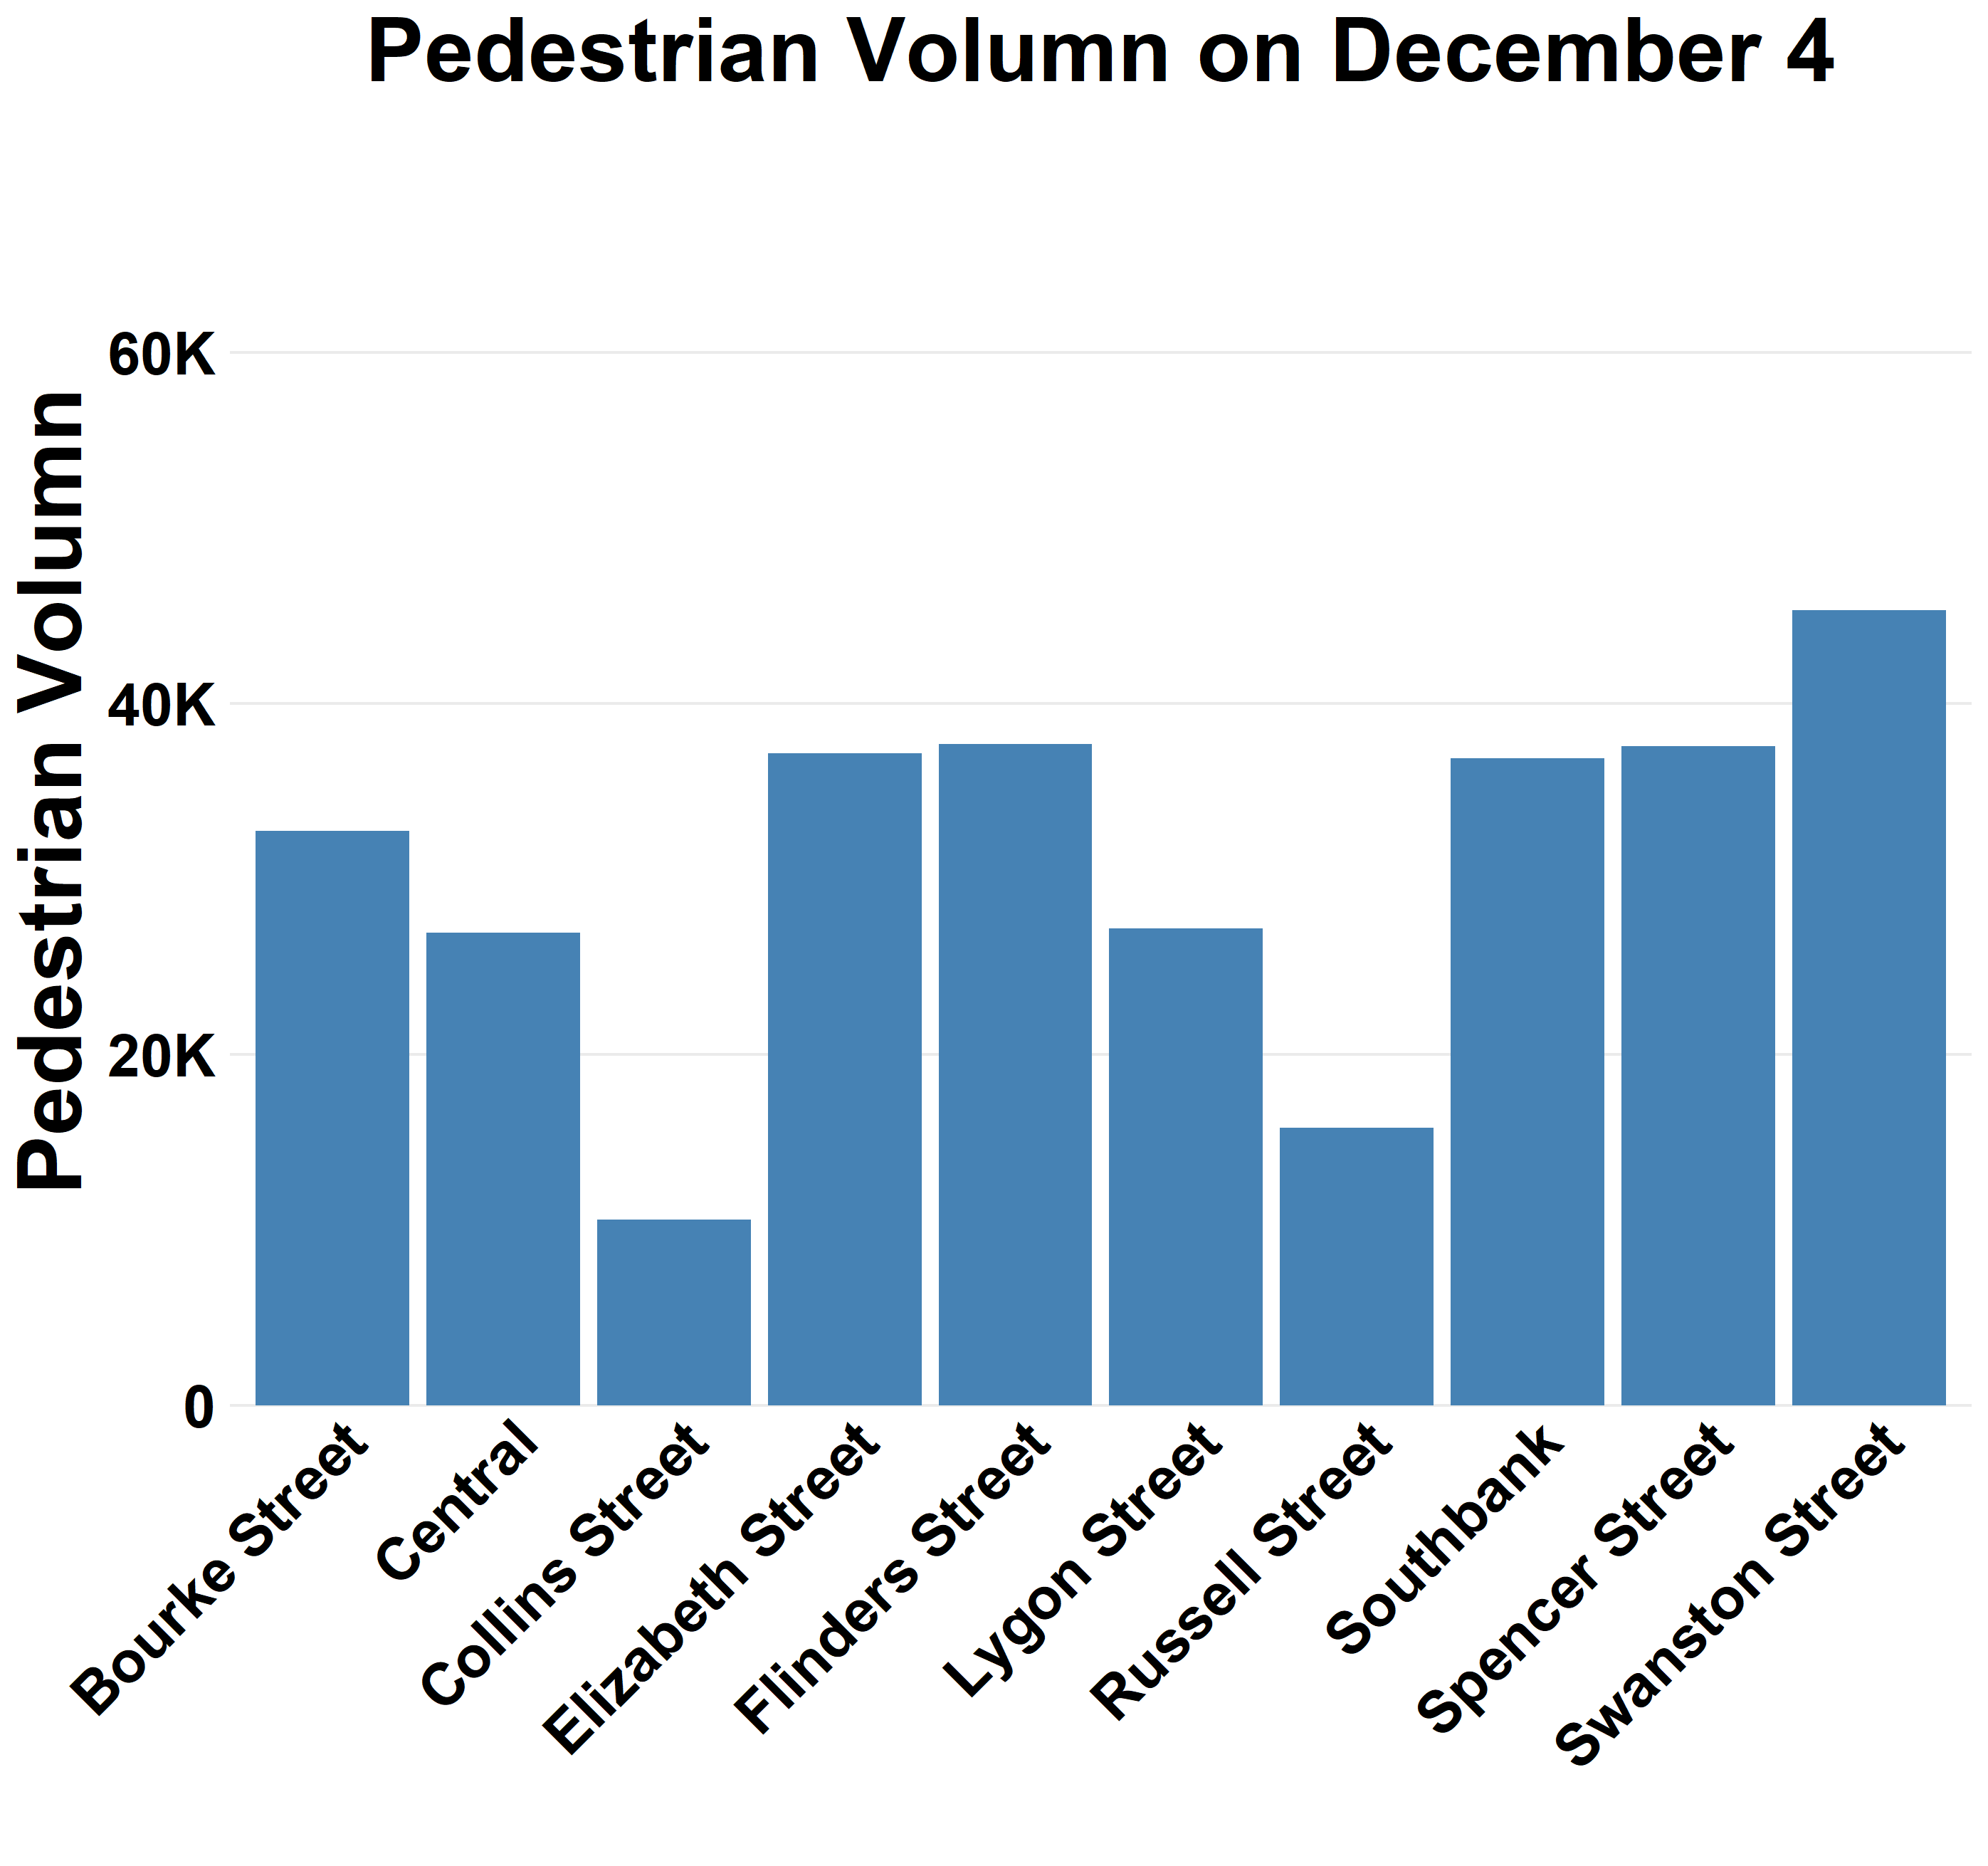 Pedestrian Volumn on December 4
Pedestrian Volumn
60K
40K
20K
0
Bourke Street
Central
Collins Street
Elizabeth Street
Flinders Street
Lygon Street
Russell Street
Southbank
Spencer Street
Swanston Street